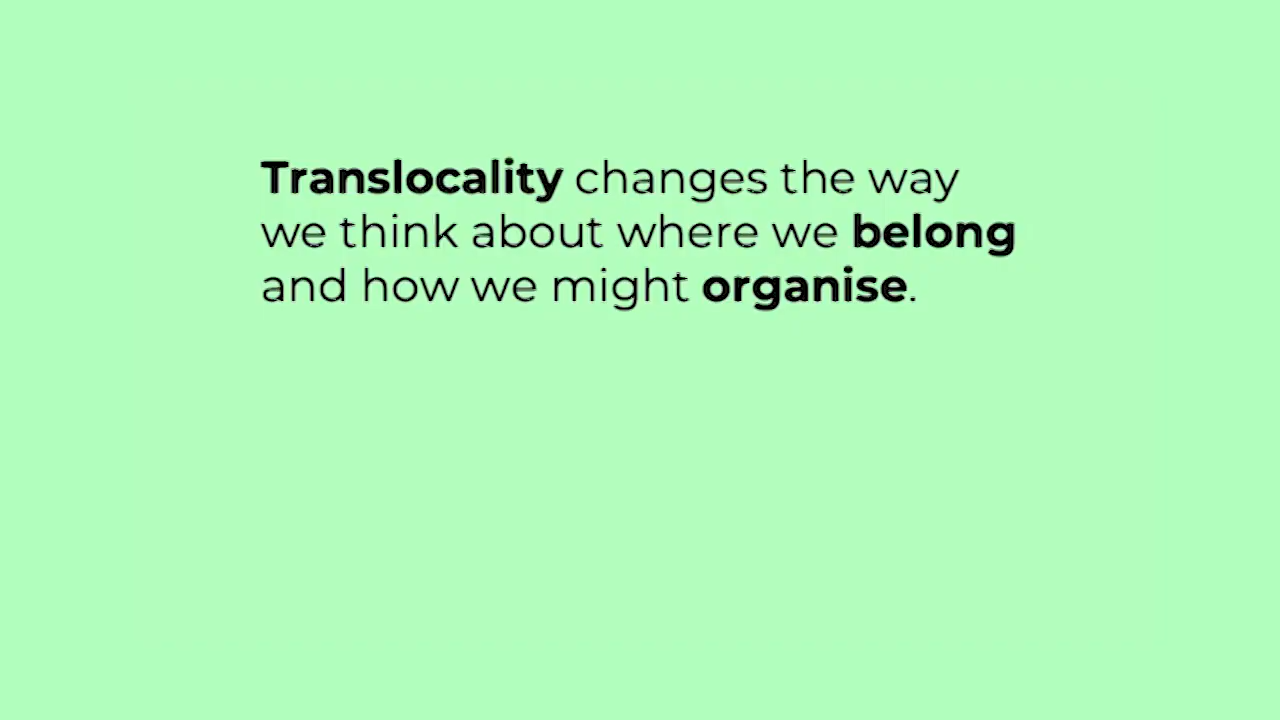 Translocality changes the way
we think about where we belong
and how we might organise.